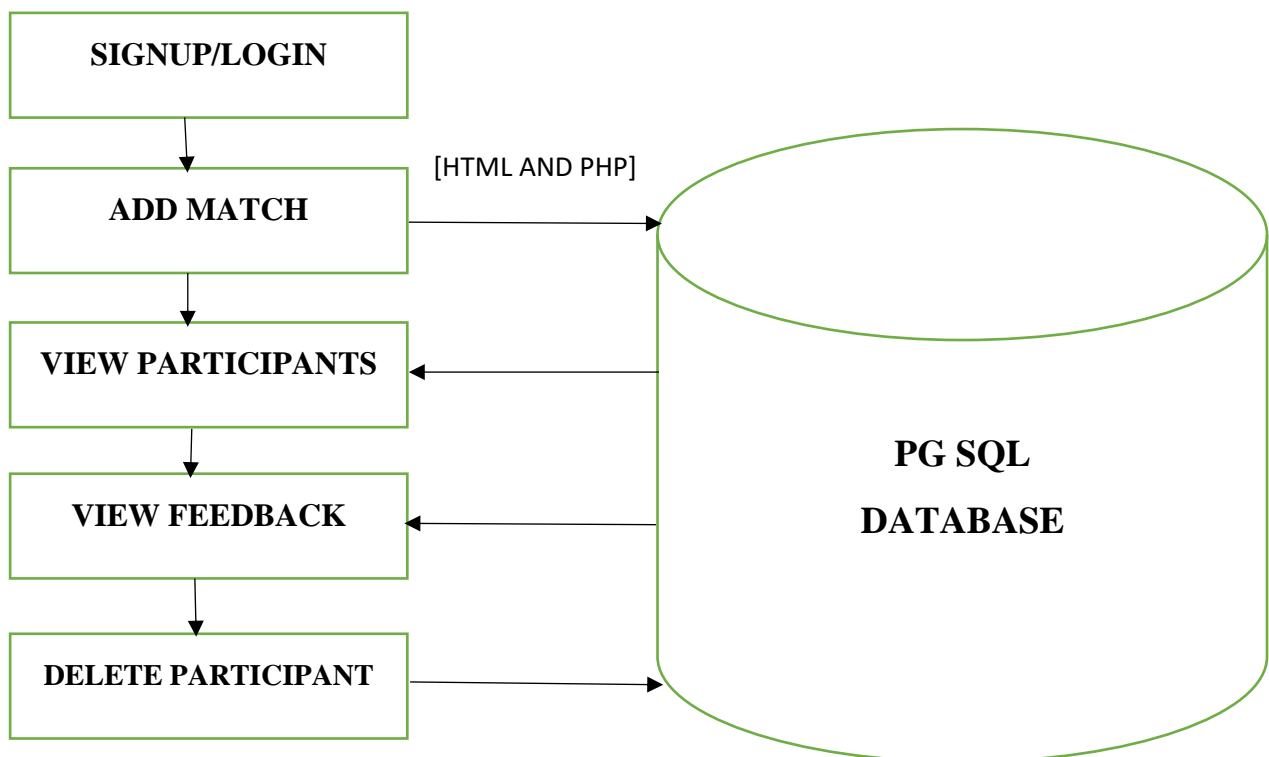 SIGNUP/LOGIN
[HTML AND PHP]
ADD MATCH
VIEW PARTICIPANTS
PG SQL
DATABASE
VIEW FEEDBACK
DELETE PARTICIPANT